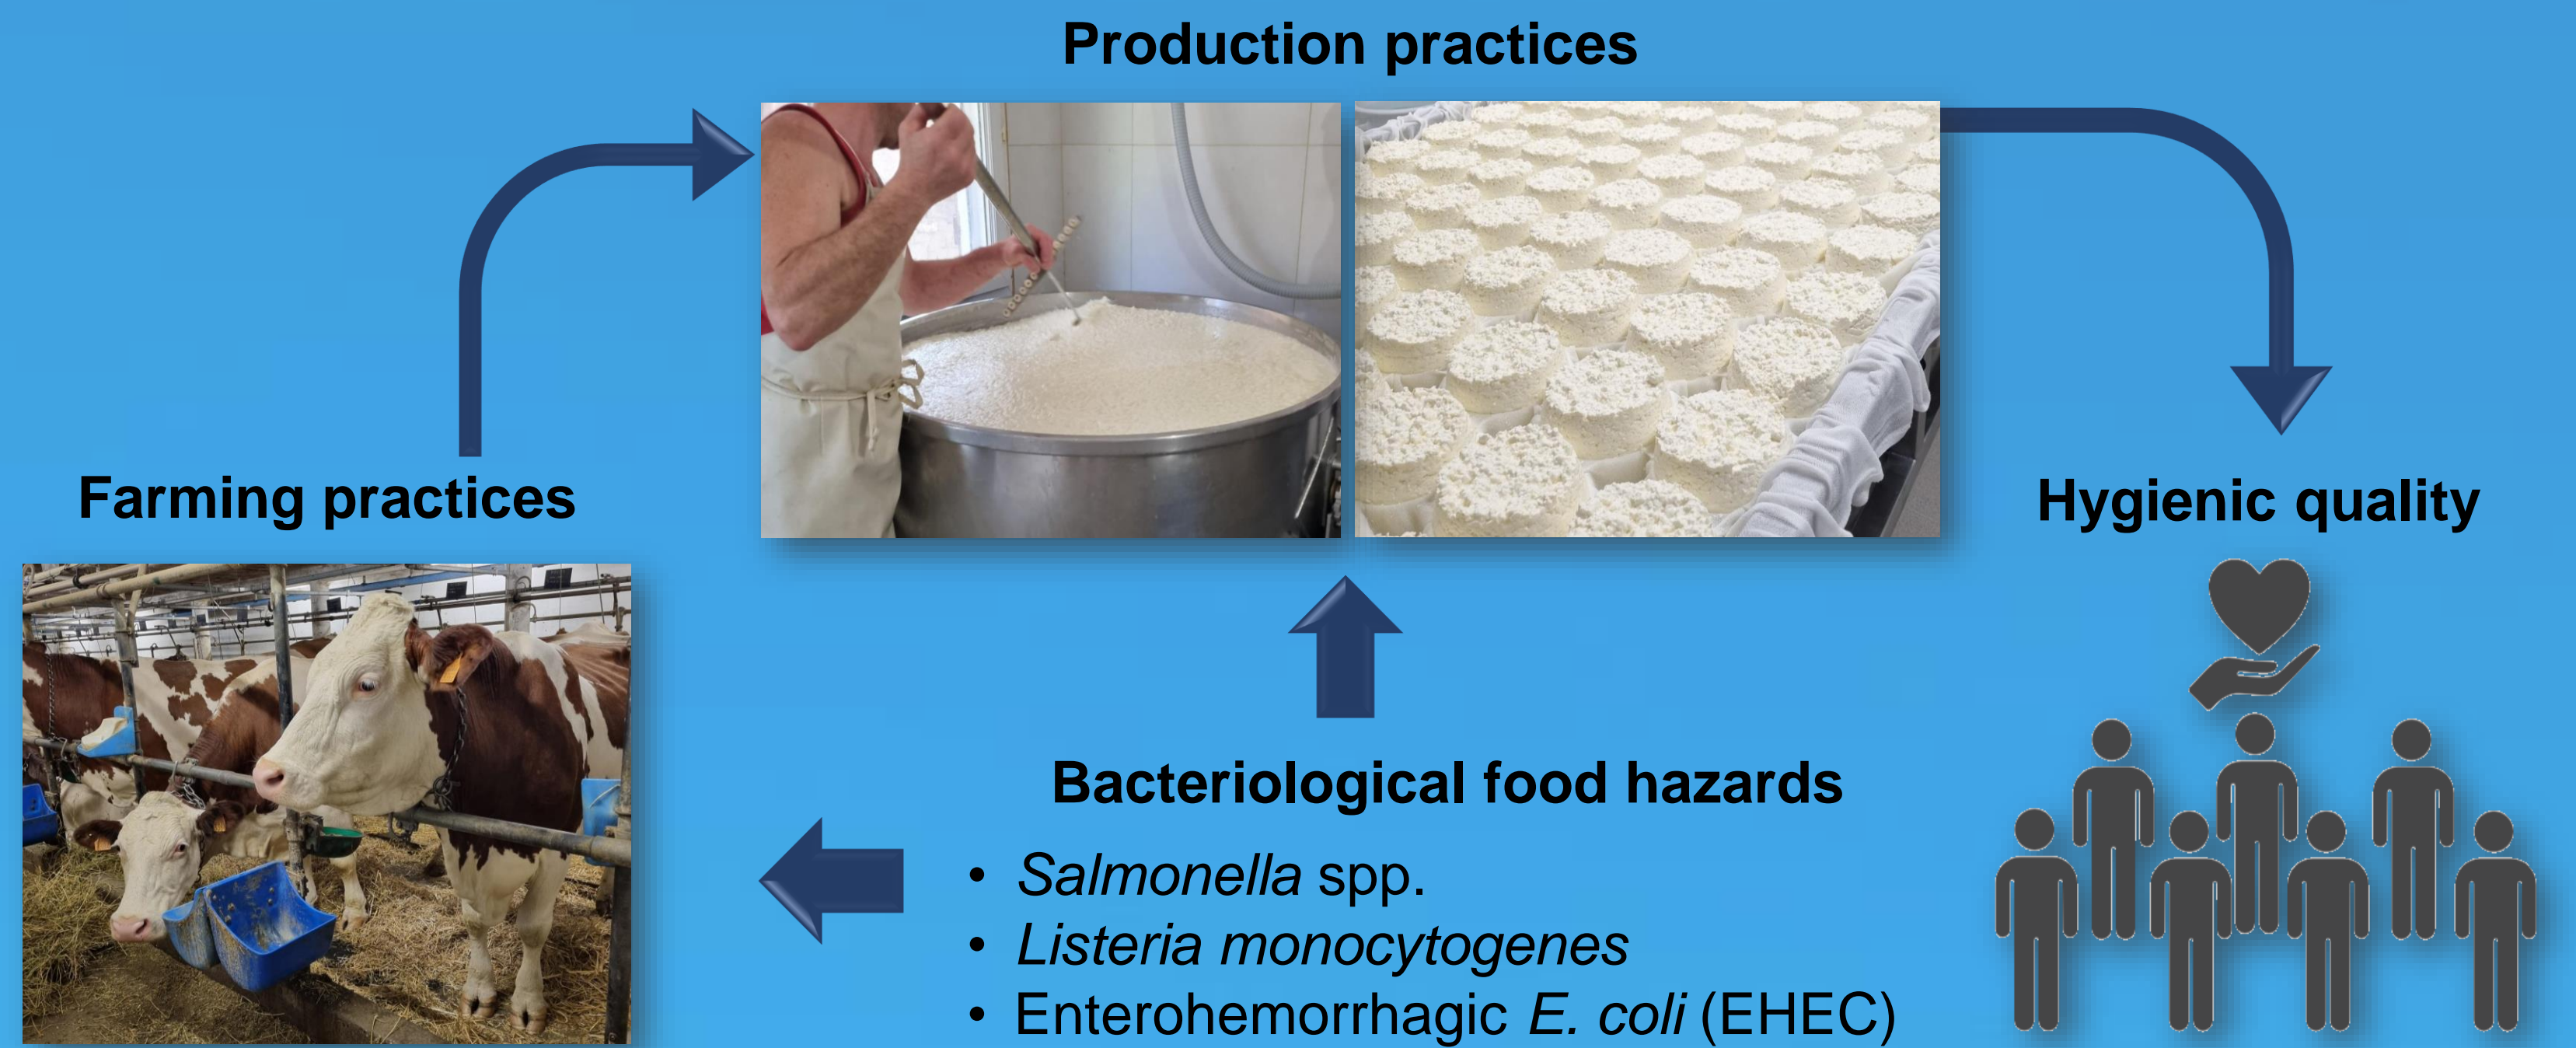 Production practices
Farming practices
Hygienic quality
Bacteriological food hazards
• Salmonella spp.
• Listeria monocytogenes
• Enterohemorrhagic E. coli (EHEC)